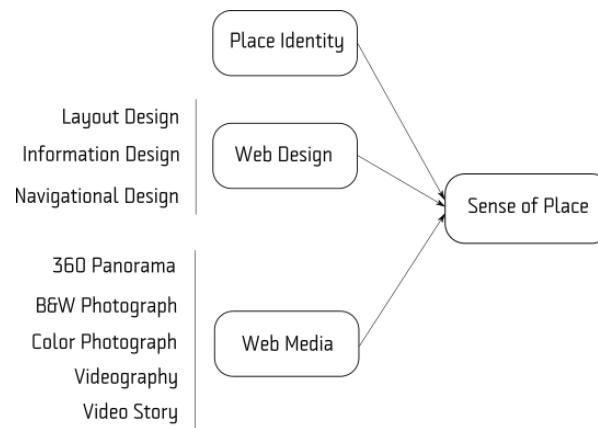 Place Identity
Layout Design
Information Design
Navigational Design
Web Design
Sense of Place
360 Panorama
B&W Photograph
Color Photograph
Videography
Video Story
Web Media